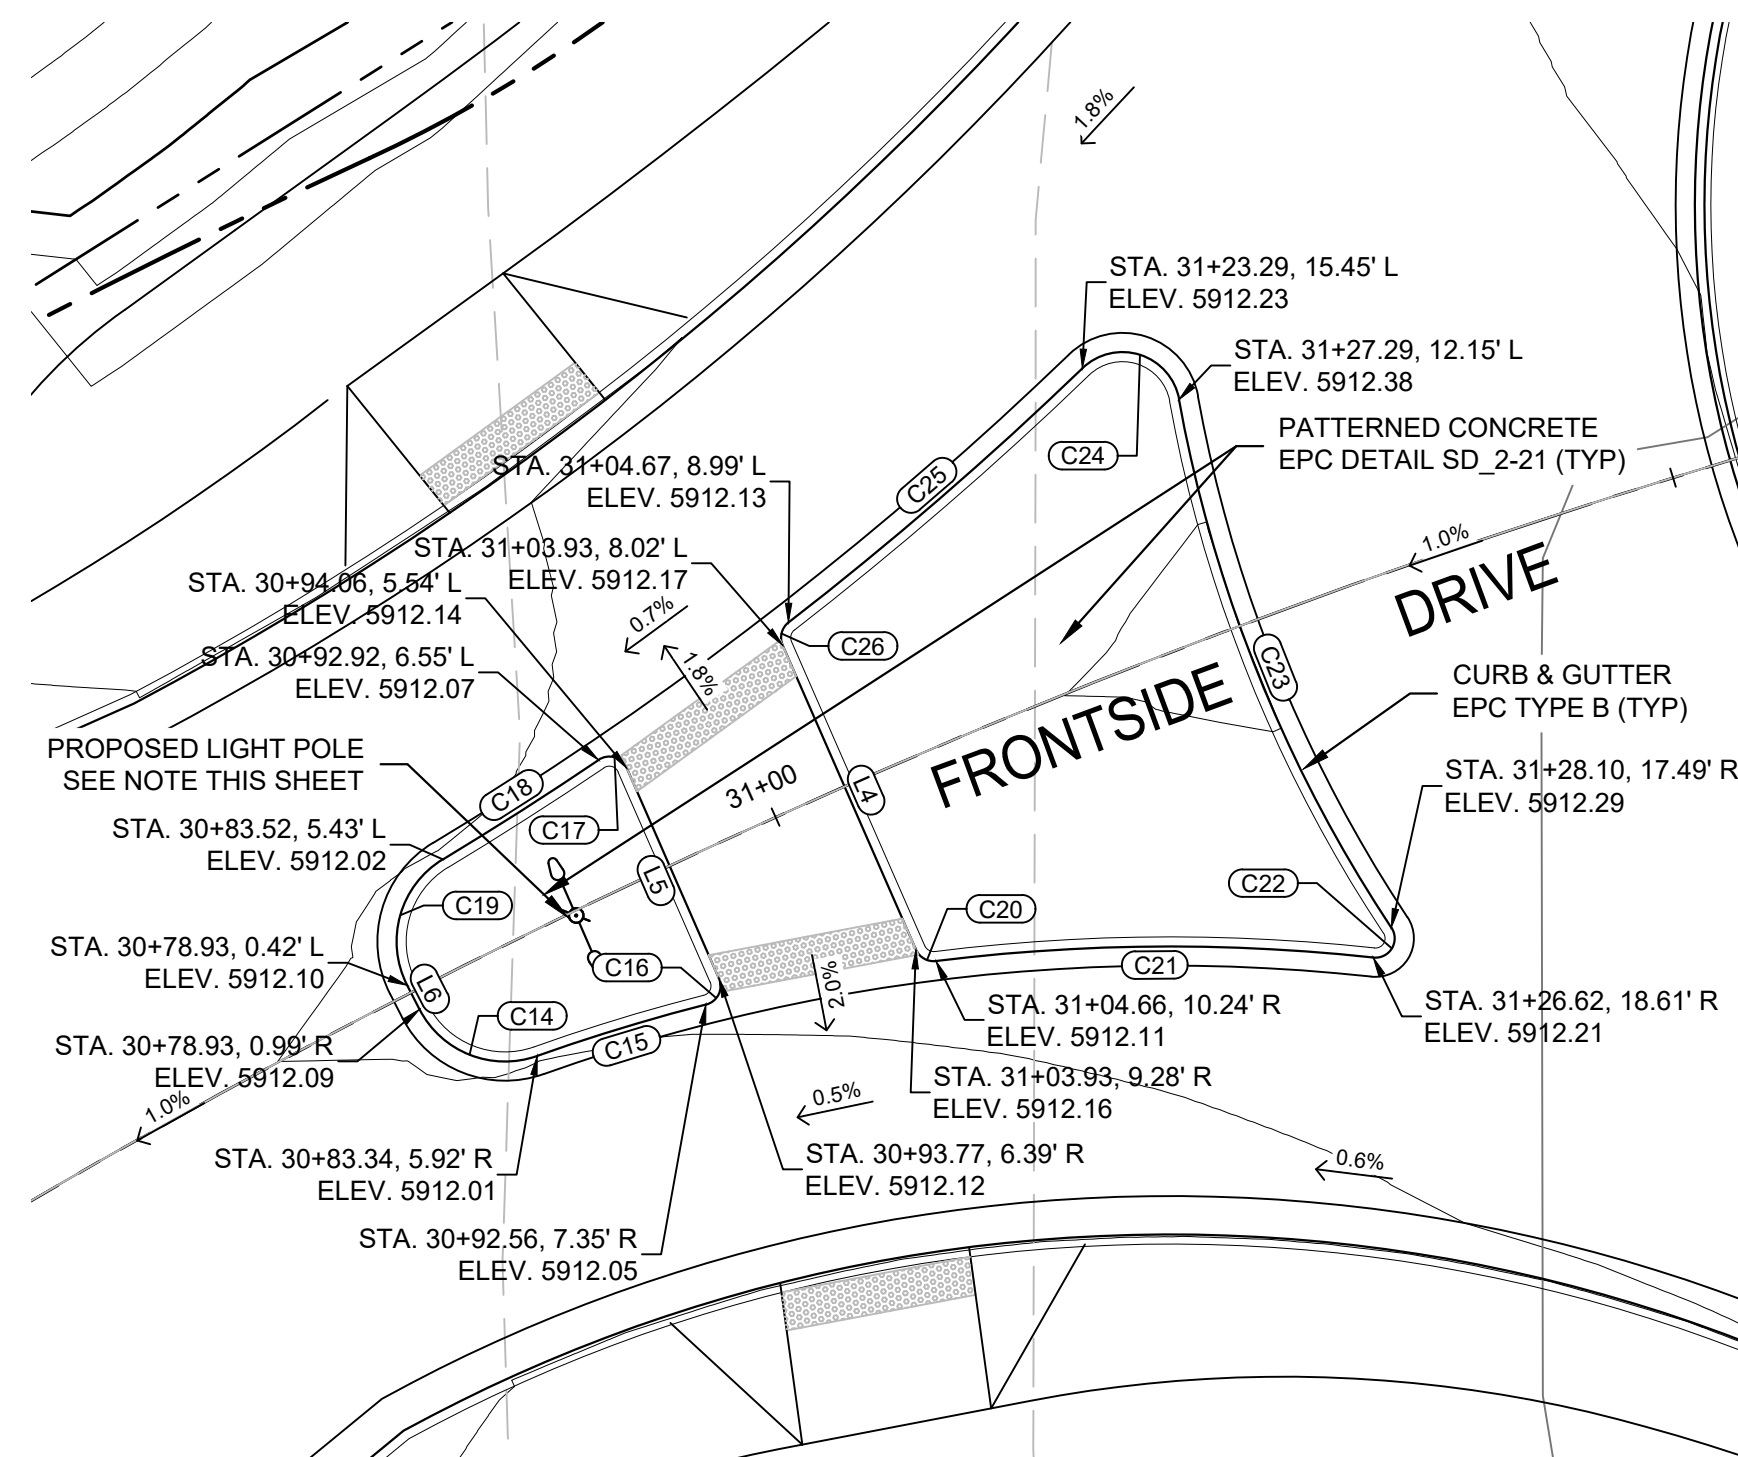 1.8%
STA. 31+23.29, 15.45' L
ELEV. 5912.23
STA. 31+27.29, 12.15' L
ELEV. 5912.38
PATTERNED CONCRETE
EPC DETAIL SD_2-21 (TYP)
C24
C25
STA. 31+04.67, 8.99' L
ELEV. 5912.13
STA. 31+03.93, 8.02' L
ELEV. 5912.17
STA. 30+94.06, 5.54' L
ELEV. 5912.14
STA. 30+92.92, 6.55' L
ELEV. 5912.07
1.0%
0.7%
1.8%
C26
C23
FRONTSIDE DRIVE
CURB & GUTTER
EPC TYPE B (TYP)
PROPOSED LIGHT POLE
SEE NOTE THIS SHEET
C18
31+00
L4
STA. 31+28.10, 17.49' R
ELEV. 5912.29
STA. 30+83.52, 5.43' L
ELEV. 5912.02
C17
L5
C22
C19
C20
STA. 30+78.93, 0.42' L
ELEV. 5912.10
L6
C16
2.0%
C21
C14
STA. 31+04.66, 10.24' R
ELEV. 5912.11
STA. 31+26.62, 18.61' R
ELEV. 5912.21
STA. 30+78.93, 0.99' R
ELEV. 5912.09
C15
1.0%
0.5%
STA. 31+03.93, 9.28' R
ELEV. 5912.16
STA. 30+83.34, 5.92' R
ELEV. 5912.01
STA. 30+93.77, 6.39' R
ELEV. 5912.12
0.6%
STA. 30+92.56, 7.35' R
ELEV. 5912.05